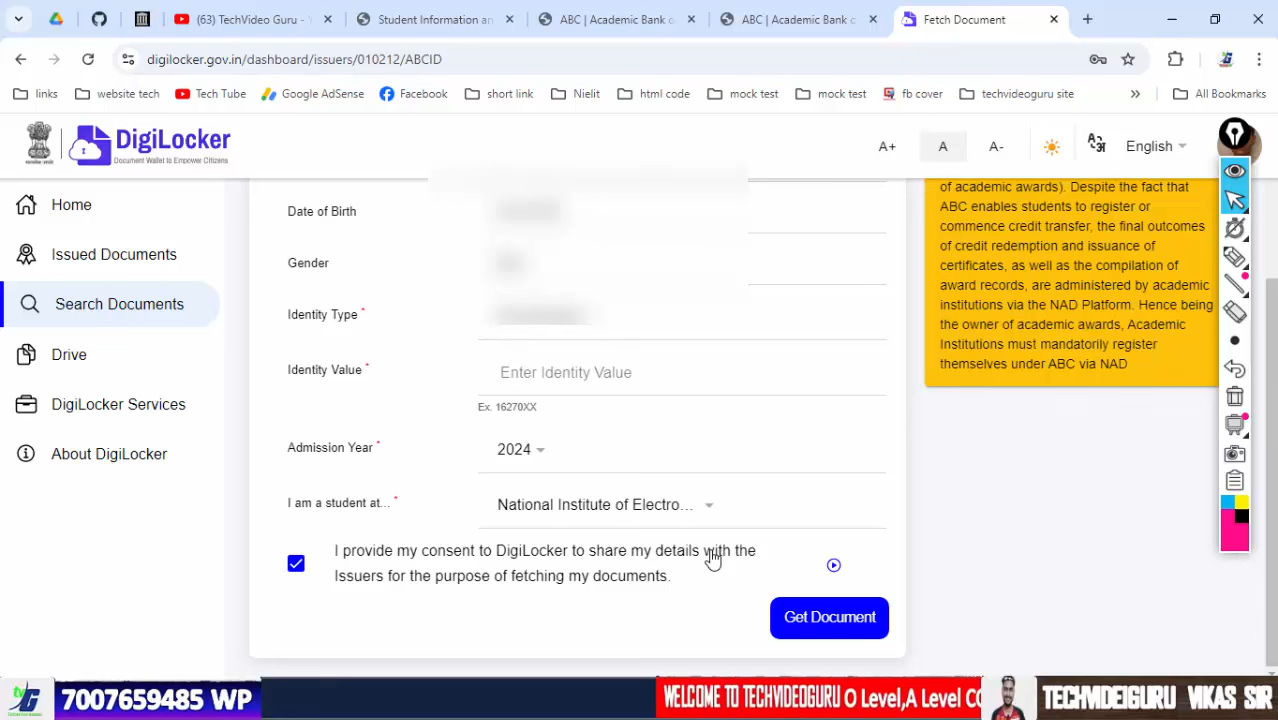 (63) TechVideo Guru - Y
Student Information an
ABC | Academic Bank o
ABC | Academic Bank o
Fetch Document
digilocker.gov.in/dashboard/issuers/010212/ABCID
links
website tech
Tech Tube
Google AdSense
Facebook
short link
Nielit
html code
mock test
mock test
fb cover
techvideoguru site
All Bookmarks
DigiLocker
Document Wallet to Empower Citizens
A+
A
A-
English
Home
Issued Documents
Search Documents
Drive
DigiLocker Services
About DigiLocker
Date of Birth
Gender
Identity Type *
Identity Value *
Enter Identity Value
Ex. 16270XX
Admission Year *
2024
I am a student at... *
National Institute of Electro...
I provide my consent to DigiLocker to share my details with the
Issuers for the purpose of fetching my documents.
Get Document
of academic awards). Despite the fact that
ABC enables students to register or
commence credit transfer, the final outcomes
of credit redemption and issuance of
certificates, as well as the compilation of
award records, are administered by academic
institutions via the NAD Platform. Hence being
the owner of academic awards, Academic
Institutions must mandatorily register
themselves under ABC via NAD
7007659485 WP
WELCOME TO TECHVIDEOGURU O Level,A Level CC
TECHVIDEIGURU VIKAS SIR